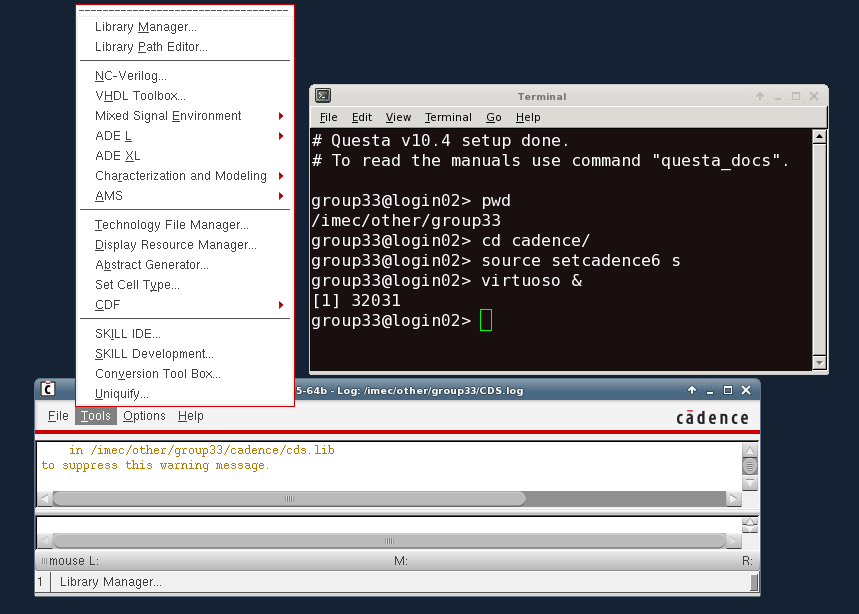 Library Manager...
Library Path Editor...
NC-Verilog...
VHDL Toolbox...
Mixed Signal Environment
ADE L
ADE XL
Characterization and Modeling
AMS
Technology File Manager...
Display Resource Manager...
Abstract Generator...
Set Cell Type...
CDF
SKILL IDE...
SKILL Development...
Conversion Tool Box...
Uniquify...
Terminal
File Edit View Terminal Go Help
# Questa v10.4 setup done.
# To read the manuals use command "questa_docs".
group33@login02> pwd
/imec/other/group33
group33@login02> cd cadence/
group33@login02> source setcadence6 s
group33@login02> virtuoso &
[1] 32031
group33@login02>
5-64b - Log: /imec/other/group33/CDS.log
File Tools Options Help
cādence
in /imec/other/group33/cadence/cds.lib
to suppress this warning message.
mouse L: M: R:
1 Library Manager...